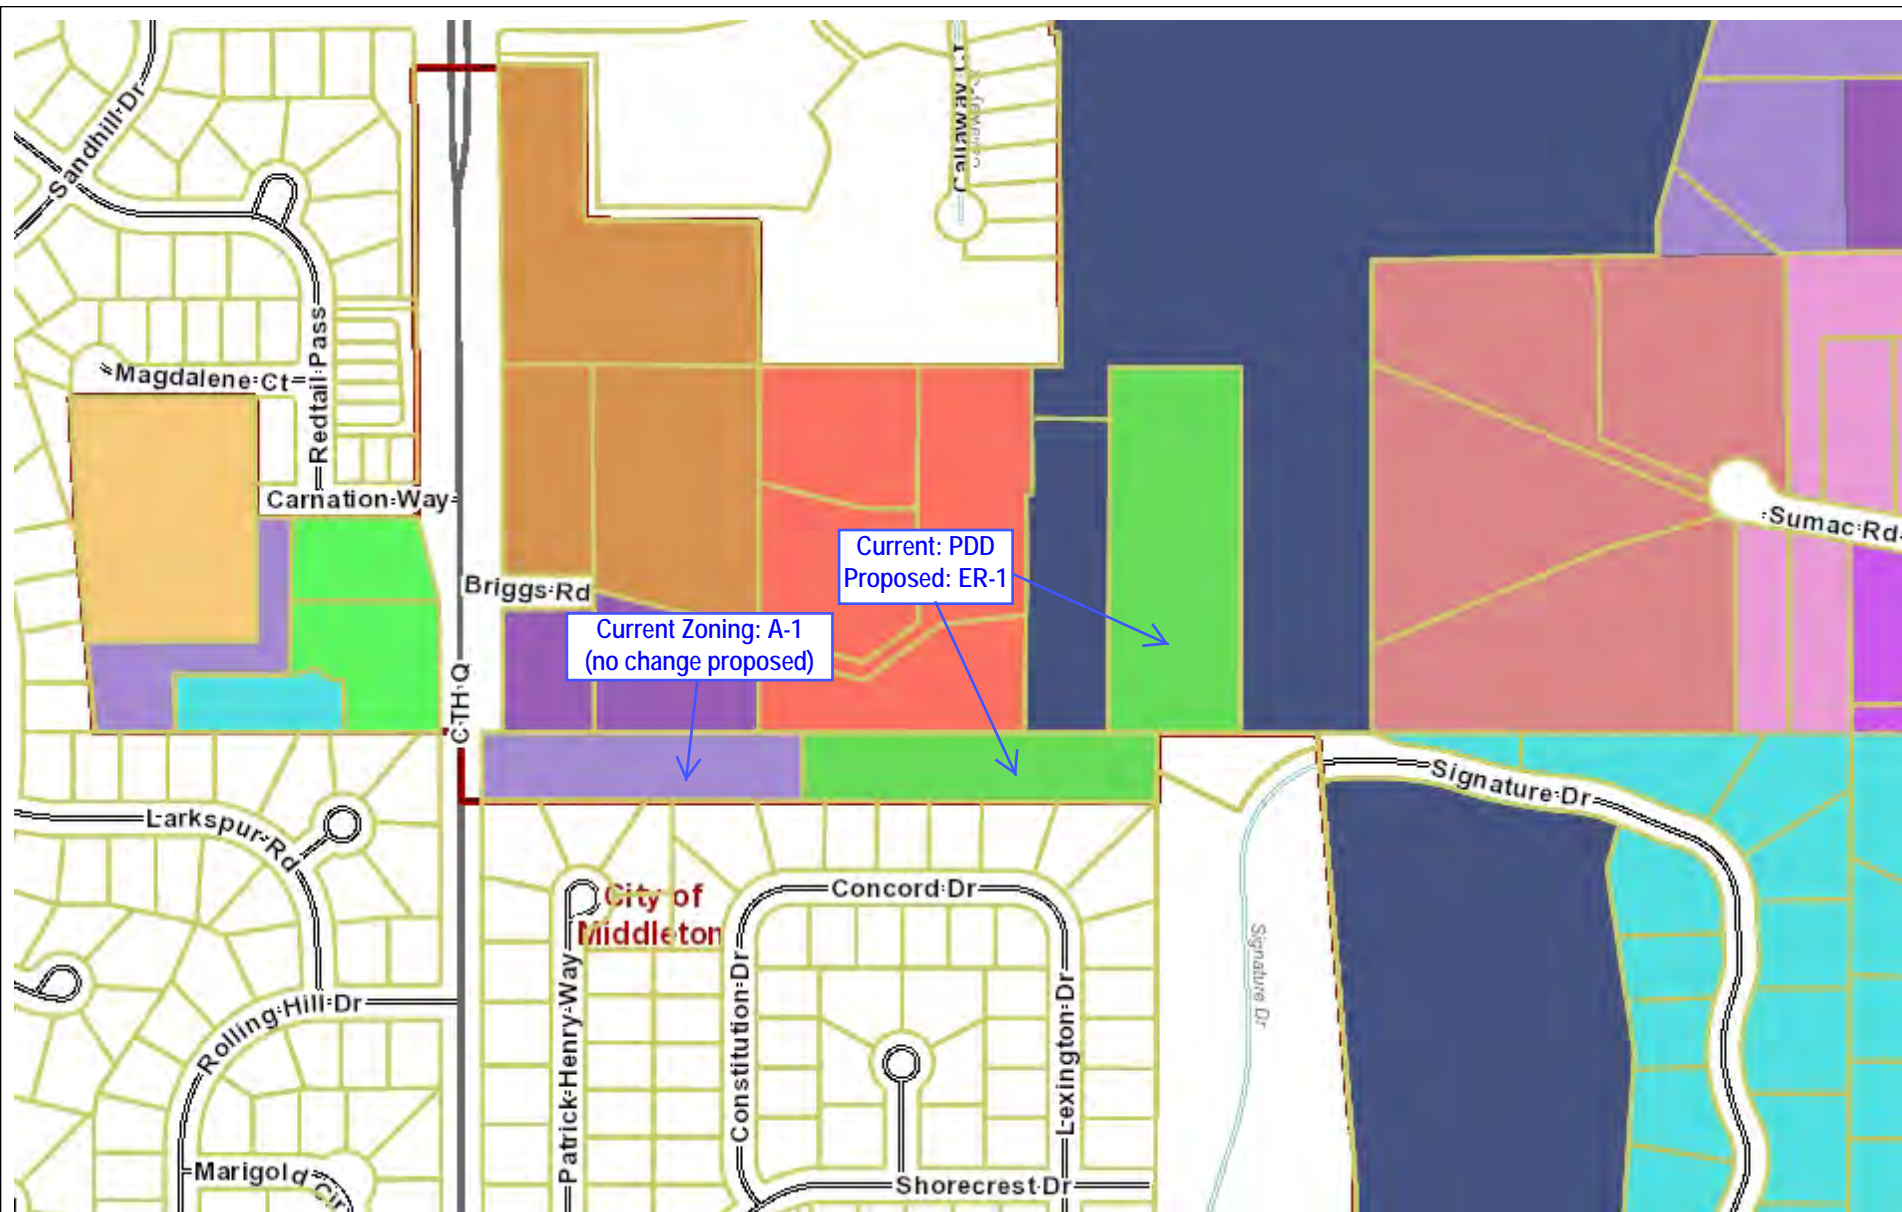 Sandhill Dr
Redtail Pass
Magdalene Ct
Carnation Way
Briggs Rd
CTH Q
Current: PDD
Proposed: ER-1
Current Zoning: A-1
(no change proposed)
Sumac Rd
Signature Dr
Larkspur Rd
City of
Middleton
Concord Dr
Signature Dr
Patrick Henry Way
Constitution Dr
Lexington Dr
Rolling Hill Dr
Marigold Cir
Shorecrest Dr